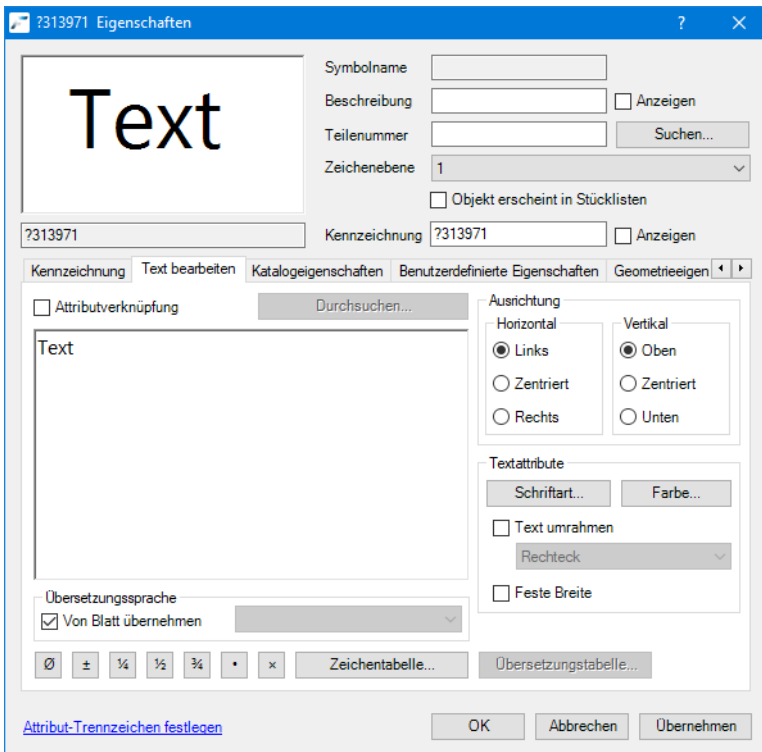 ?313971 Eigenschaften
Text
Symbolname
Beschreibung
Anzeigen
Teilenummer
Suchen...
Zeichenebene
1
Objekt erscheint in Stücklisten
?313971
Kennzeichnung
?313971
Anzeigen
Kennzeichnung Text bearbeiten Katalogeigenschaften Benutzerdefinierte Eigenschaften Geometrieeigen
Attributverknüpfung
Durchsuchen...
Text
Ausrichtung
Horizontal
Links
Zentriert
Rechts
Vertikal
Oben
Zentriert
Unten
Textattribute
Schriftart...
Farbe...
Text umrahmen
Rechteck
Feste Breite
Übersetzungssprache
Von Blatt übernehmen
Ø ± ¼ ½ ¾ • × Zeichentabelle... Übersetzungstabelle...
Attribut-Trennzeichen festlegen
OK Abbrechen Übernehmen